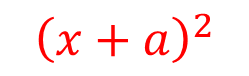 (x + a)²